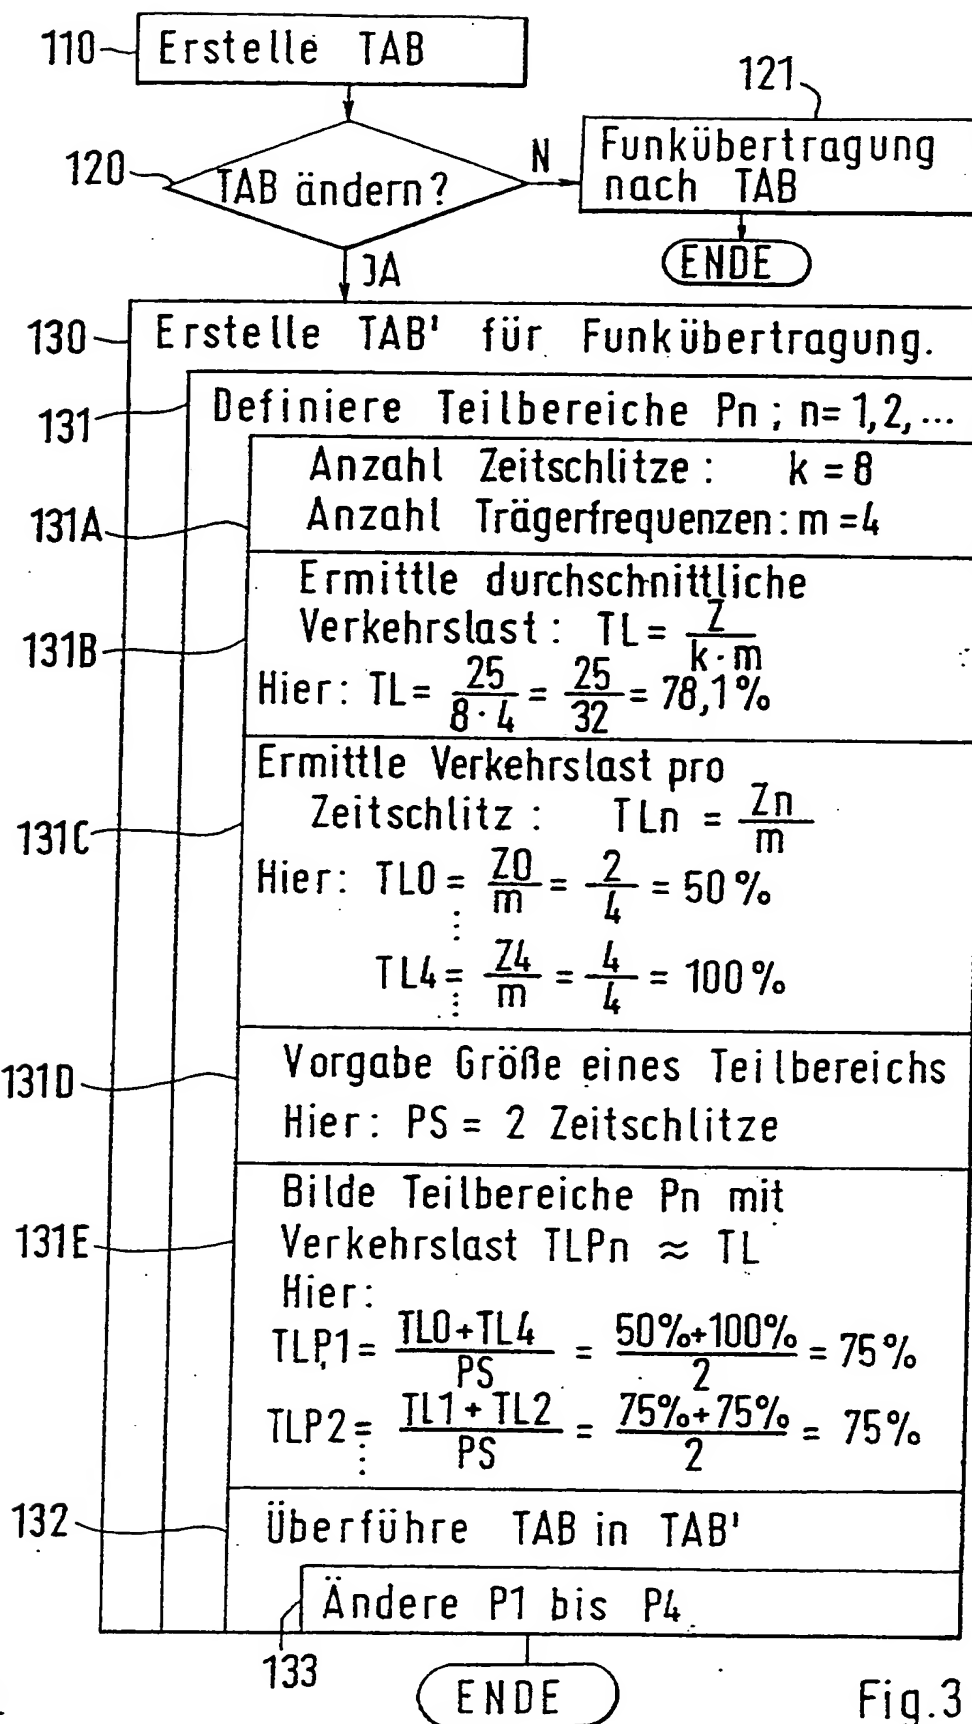 110 Erstelle TAB
121
120 TAB ändern? N
Funkübertragung
nach TAB
JA
ENDE
130 Erstelle TAB' für Funkübertragung.
131 Definiere Teilbereiche Pn ; n= 1,2, ...
131A Anzahl Zeitschlitze : k = 8
Anzahl Trägerfrequenzen: m = 4
131B Ermittle durchschnittliche
Verkehrslast : TL = Z / k · m
Hier: TL = 25 / 8 · 4 = 25 / 32 = 78,1 %
131C Ermittle Verkehrslast pro
Zeitschlitz : TLn = Zn / m
Hier: TL0 = Z0 / m = 2 / 4 = 50 %
⋮
TL4 = Z4 / m = 4 / 4 = 100 %
⋮
131D Vorgabe Größe eines Teilbereichs
Hier: PS = 2 Zeitschlitze
131E Bilde Teilbereiche Pn mit
Verkehrslast TLPn ≈ TL
Hier:
TLP1 = TL0+TL4 / PS = 50%+100% / 2 = 75%
TLP2 = TL1 + TL2 / PS = 75%+75% / 2 = 75%
⋮
132 Überführe TAB in TAB'
133 Ändere P1 bis P4
ENDE
Fig.3